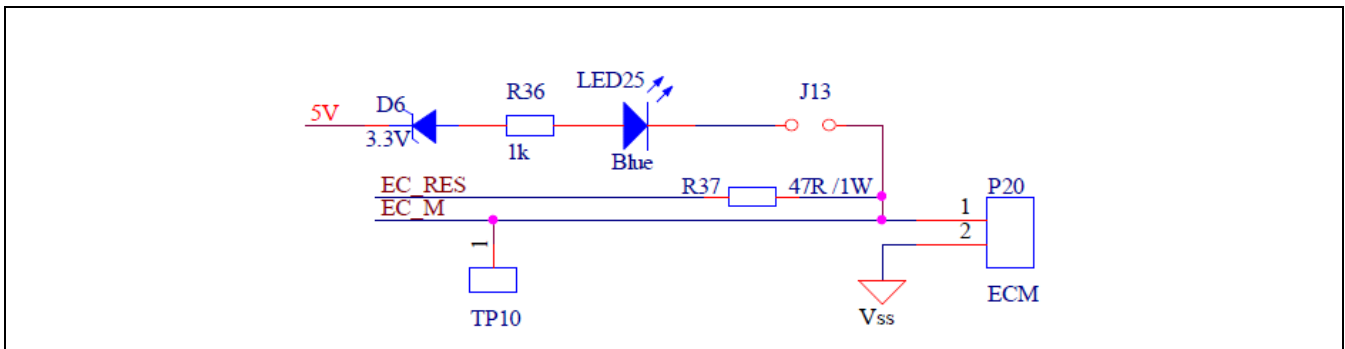 LED25
R36
J13
D6
5V
3.3V
1k
Blue
EC_RES
R37
47R /1W
P20
EC_M
1
2
1
ECM
TP10
Vss